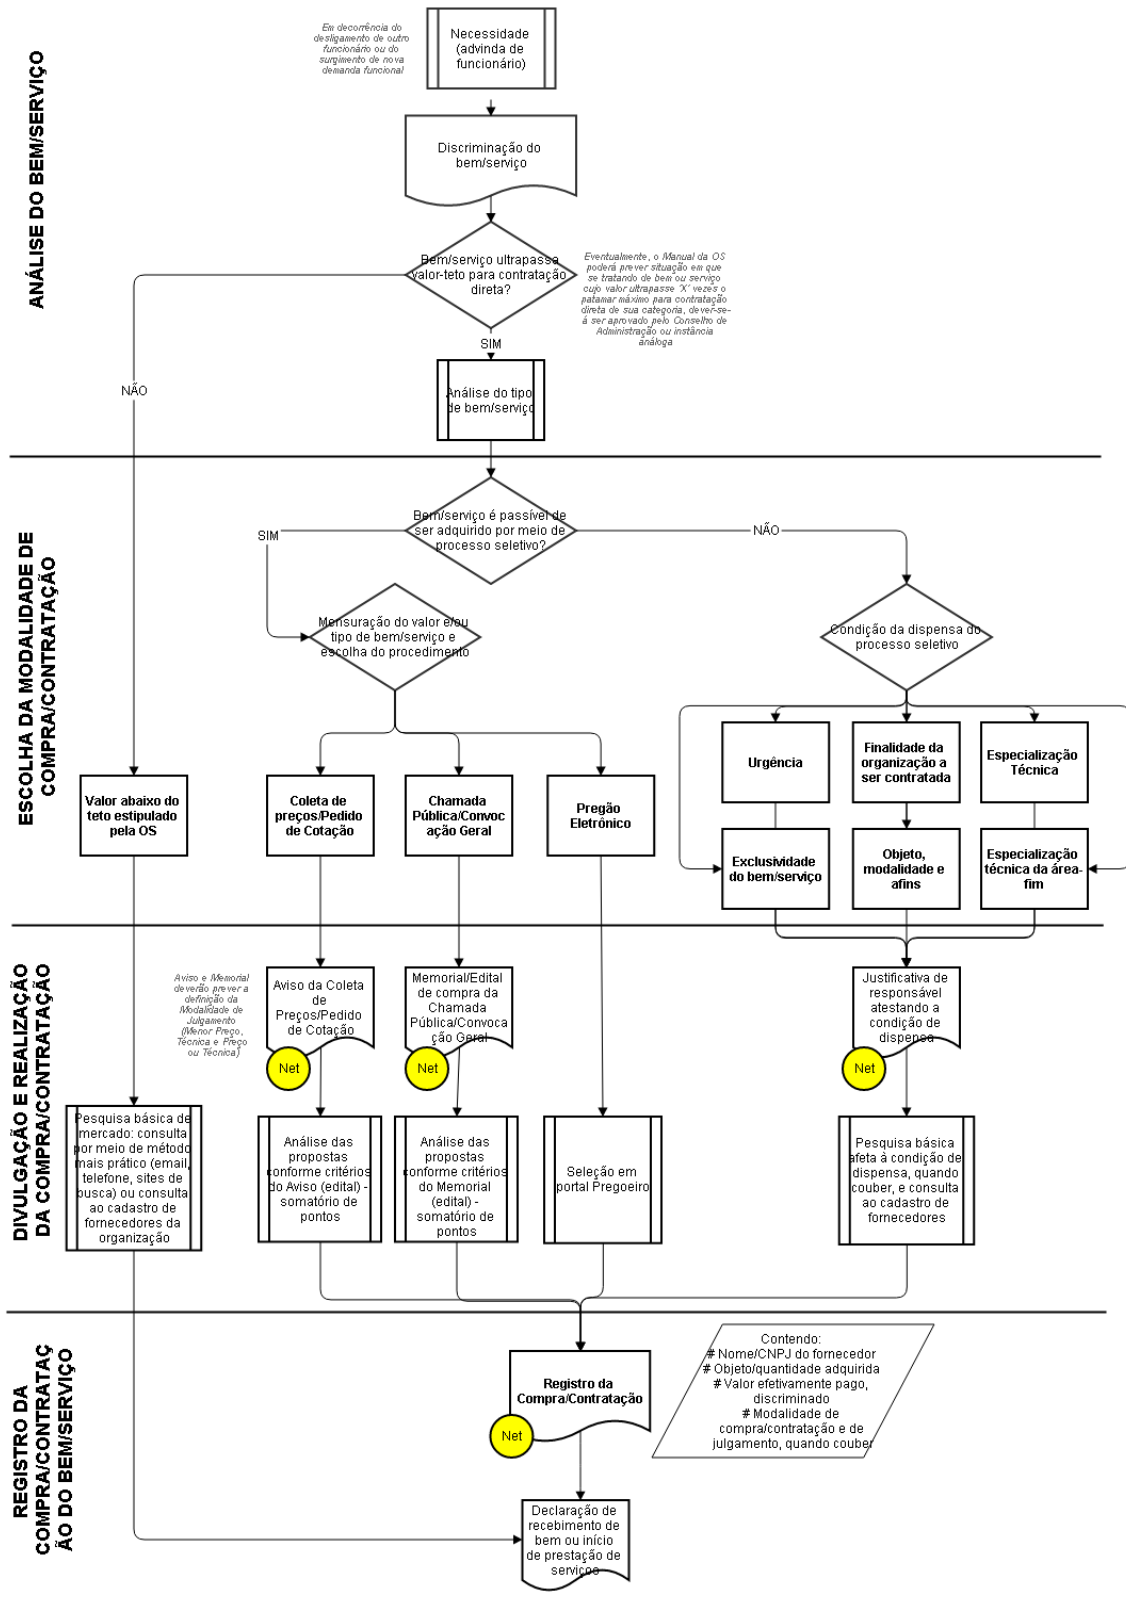 ANÁLISE DO BEM/SERVIÇO
Em decorrência do
desligamento de outro
funcionário ou do
surgimento de nova
demanda funcional
Necessidade
(advinda de
funcionário)
Discriminação do
bem/serviço
Bem/serviço ultrapassa
valor-teto para contratação
direta?
Eventualmente, o Manual da OS
poderá prever situação em que
se tratando de bem ou serviço
cujo valor ultrapasse 'X' vezes o
patamar máximo para contratação
direta de sua categoria, dever-se-
á ser aprovado pelo Conselho de
Administração ou instância
análoga
SIM
NÃO
Análise do tipo
de bem/serviço
ESCOLHA DA MODALIDADE DE
COMPRA/CONTRATAÇÃO
Bem/serviço é passível de
ser adquirido por meio de
processo seletivo?
SIM
NÃO
Mensuração do valor e/ou
tipo de bem/serviço e
escolha do procedimento
Condição da dispensa do
processo seletivo
Urgência
Finalidade da
organização a
ser contratada
Especialização
Técnica
Valor abaixo do
teto estipulado
pela OS
Coleta de
preços/Pedido
de Cotação
Chamada
Pública/Convoc
ação Geral
Pregão
Eletrônico
Exclusividade
do bem/serviço
Objeto,
modalidade e
afins
Especialização
técnica da área-
fim
DIVULGAÇÃO E REALIZAÇÃO
DA COMPRA/CONTRATAÇÃO
Aviso e Memorial
deverão prever a
definição da
Modalidade de
Julgamento
(Menor Preço,
Técnica e Preço
ou Técnica)
Aviso da Coleta
de
Preços/Pedido
de Cotação
Net
Memorial/Edital
de compra da
Chamada
Pública/Convoca
ção Geral
Net
Justificativa de
responsável
atestando a
condição de
dispensa
Net
Pesquisa básica de
mercado: consulta
por meio de método
mais prático (email,
telefone, sites de
busca) ou consulta
ao cadastro de
fornecedores da
organização
Análise das
propostas
conforme critérios
do Aviso (edital) -
somatório de
pontos
Análise das
propostas
conforme critérios
do Memorial
(edital) -
somatório de
pontos
Seleção em
portal Pregoeiro
Pesquisa básica
afeta à condição de
dispensa, quando
couber, e consulta
ao cadastro de
fornecedores
REGISTRO DA
COMPRA/CONTRATAÇ
ÃO DO BEM/SERVIÇO
Registro da
Compra/Contratação
Net
Contendo:
# Nome/CNPJ do fornecedor
# Objeto/quantidade adquirida
# Valor efetivamente pago,
discriminado
# Modalidade de
compra/contratação e de
julgamento, quando couber
Declaração de
recebimento de
bem ou início
de prestação de
serviços